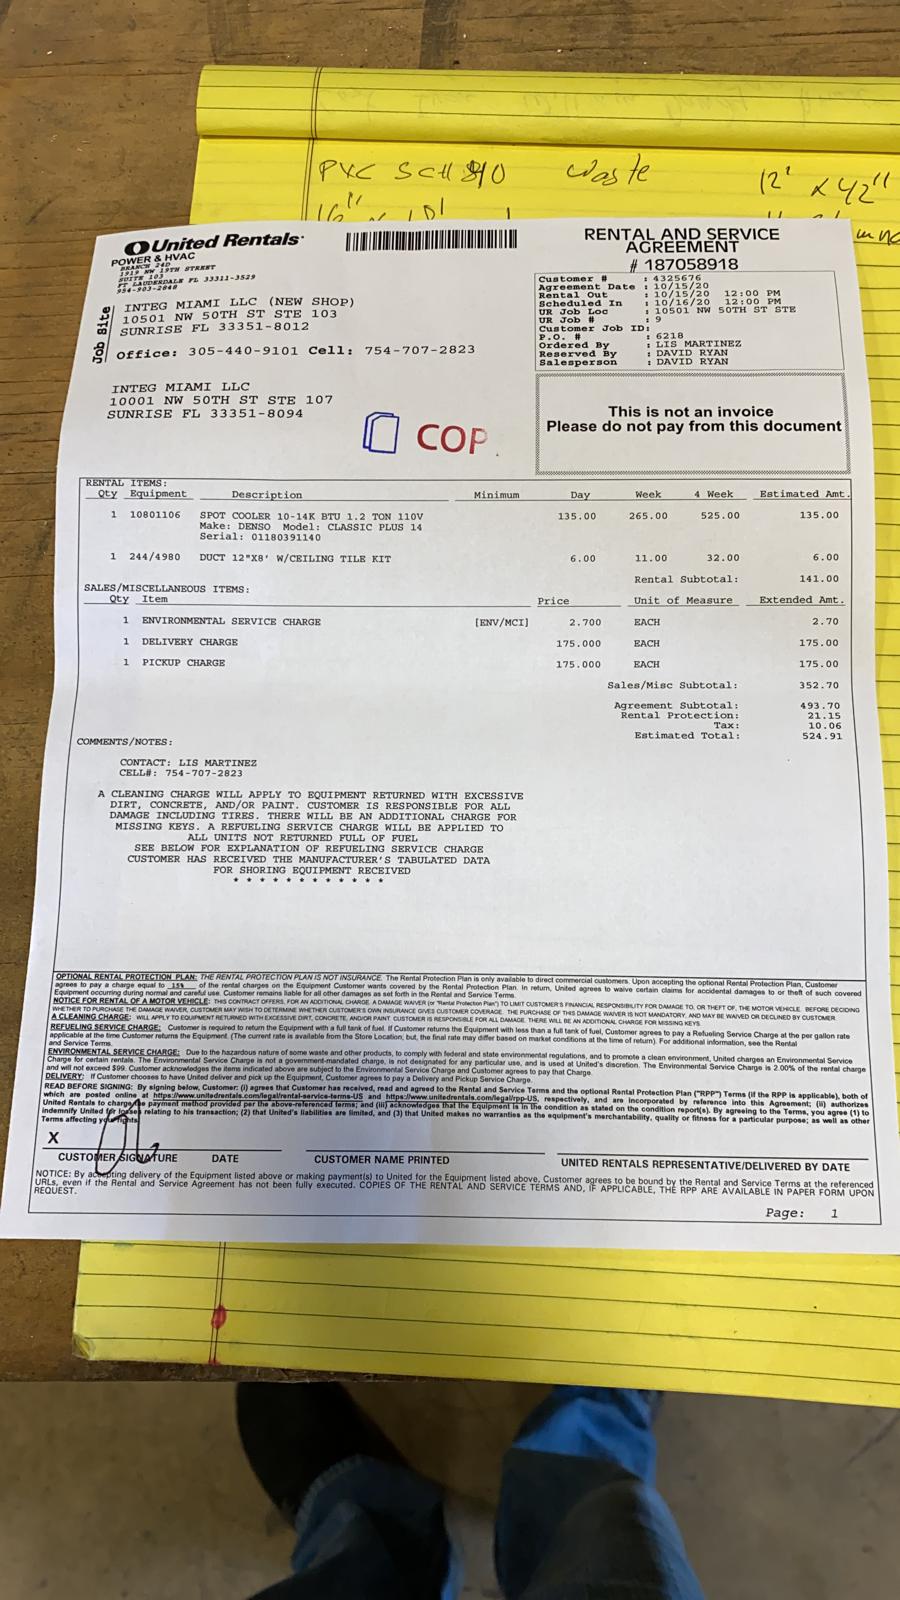 PVC SCH 40 waste 12' x 42"
United Rentals
POWER & HVAC
BRANCH 24D
1919 NW 19TH STREET
SUITE 103
FT LAUDERDALE FL 33311-3529
954-903-2848
RENTAL AND SERVICE
AGREEMENT
# 187058918
Job Site
INTEG MIAMI LLC (NEW SHOP)
10501 NW 50TH ST STE 103
SUNRISE FL 33351-8012
Office: 305-440-9101 Cell: 754-707-2823
Customer # : 4325676
Agreement Date : 10/15/20
Rental Out : 10/15/20 12:00 PM
Scheduled In : 10/16/20 12:00 PM
UR Job Loc : 10501 NW 50TH ST STE
UR Job # : 9
Customer Job ID:
P.O. # : 6218
Ordered By : LIS MARTINEZ
Reserved By : DAVID RYAN
Salesperson : DAVID RYAN
INTEG MIAMI LLC
10001 NW 50TH ST STE 107
SUNRISE FL 33351-8094
COP
This is not an invoice
Please do not pay from this document
RENTAL ITEMS:
Qty Equipment Description Minimum Day Week 4 Week Estimated Amt.
1 10801106 SPOT COOLER 10-14K BTU 1.2 TON 110V 135.00 265.00 525.00 135.00
Make: DENSO Model: CLASSIC PLUS 14
Serial: 01180391140
1 244/4980 DUCT 12"X8' W/CEILING TILE KIT 6.00 11.00 32.00 6.00
Rental Subtotal: 141.00
SALES/MISCELLANEOUS ITEMS:
Qty Item Price Unit of Measure Extended Amt.
1 ENVIRONMENTAL SERVICE CHARGE [ENV/MCI] 2.700 EACH 2.70
1 DELIVERY CHARGE 175.000 EACH 175.00
1 PICKUP CHARGE 175.000 EACH 175.00
Sales/Misc Subtotal: 352.70
Agreement Subtotal: 493.70
Rental Protection: 21.15
Tax: 10.06
Estimated Total: 524.91
COMMENTS/NOTES:
CONTACT: LIS MARTINEZ
CELL#: 754-707-2823
A CLEANING CHARGE WILL APPLY TO EQUIPMENT RETURNED WITH EXCESSIVE
DIRT, CONCRETE, AND/OR PAINT. CUSTOMER IS RESPONSIBLE FOR ALL
DAMAGE INCLUDING TIRES. THERE WILL BE AN ADDITIONAL CHARGE FOR
MISSING KEYS. A REFUELING SERVICE CHARGE WILL BE APPLIED TO
ALL UNITS NOT RETURNED FULL OF FUEL
SEE BELOW FOR EXPLANATION OF REFUELING SERVICE CHARGE
CUSTOMER HAS RECEIVED THE MANUFACTURER'S TABULATED DATA
FOR SHORING EQUIPMENT RECEIVED
* * * * * * * * * * *
OPTIONAL RENTAL PROTECTION PLAN: THE RENTAL PROTECTION PLAN IS NOT INSURANCE. The Rental Protection Plan is only available to direct commercial customers. Upon accepting the optional Rental Protection Plan, Customer
agrees to pay a charge equal to 15% of the rental charges on the Equipment Customer wants covered by the Rental Protection Plan. In return, United agrees to waive certain claims for accidental damages to or theft of such covered
Equipment occurring during normal and careful use. Customer remains liable for all other damages as set forth in the Rental and Service Terms.
NOTICE FOR RENTAL OF A MOTOR VEHICLE: THIS CONTRACT OFFERS, FOR AN ADDITIONAL CHARGE, A DAMAGE WAIVER (or "Rental Protection Plan") TO LIMIT CUSTOMER'S FINANCIAL RESPONSIBILITY FOR DAMAGE TO, OR THEFT OF, THE MOTOR VEHICLE. BEFORE DECIDING
WHETHER TO PURCHASE THE DAMAGE WAIVER, CUSTOMER MAY WISH TO DETERMINE WHETHER CUSTOMER'S OWN INSURANCE GIVES CUSTOMER COVERAGE. THE PURCHASE OF THIS DAMAGE WAIVER IS NOT MANDATORY, AND MAY BE WAIVED OR DECLINED BY CUSTOMER.
A CLEANING CHARGE: WILL APPLY TO EQUIPMENT RETURNED WITH EXCESSIVE DIRT, CONCRETE, AND/OR PAINT. CUSTOMER IS RESPONSIBLE FOR ALL DAMAGE. THERE WILL BE AN ADDITIONAL CHARGE FOR MISSING KEYS.
REFUELING SERVICE CHARGE: Customer is required to return the Equipment with a full tank of fuel. If Customer returns the Equipment with less than a full tank of fuel, Customer agrees to pay a Refueling Service Charge at the per gallon rate
applicable at the time Customer returns the Equipment (The current rate is available from the Store Location; but, the final rate may differ based on market conditions at the time of return). For additional information, see the Rental
and Service Terms.
ENVIRONMENTAL SERVICE CHARGE: Due to the hazardous nature of some waste and other products, to comply with federal and state environmental regulations, and to promote a clean environment, United charges an Environmental Service
Charge for certain rentals. The Environmental Service Charge is not a government-mandated charge, is not designated for any particular use, and is used at United's discretion. The Environmental Service Charge is 2.00% of the rental charge
and will not exceed $99. Customer acknowledges the items indicated above are subject to the Environmental Service Charge and Customer agrees to pay that Charge.
DELIVERY: If Customer chooses to have United deliver and pick up the Equipment, Customer agrees to pay a Delivery and Pickup Service Charge.
READ BEFORE SIGNING: By signing below, Customer: (i) agrees that Customer has received, read and agreed to the Rental and Service Terms and the optional Rental Protection Plan ("RPP") Terms (if the RPP is applicable), both of
which are posted online at https://www.unitedrentals.com/legal/rental-service-terms-US and https://www.unitedrentals.com/legal/rpp-US, respectively, and are incorporated by reference into this Agreement; (ii) authorizes
United Rentals to charge payment method provided per the above-referenced terms; and (iii) acknowledges that the Equipment is in the condition as stated on the condition report(s). By agreeing to the Terms, you agree (1) to
indemnify United for losses relating to his transaction; (2) that United's liabilities are limited, and (3) that United makes no warranties as the equipment's merchantability, quality or fitness for a particular purpose; as well as other
Terms affecting your rights.
X
CUSTOMER SIGNATURE DATE CUSTOMER NAME PRINTED UNITED RENTALS REPRESENTATIVE/DELIVERED BY DATE
NOTICE: By accepting delivery of the Equipment listed above or making payment(s) to United for the Equipment listed above, Customer agrees to be bound by the Rental and Service Terms at the referenced
URLs, even if the Rental and Service Agreement has not been fully executed. COPIES OF THE RENTAL AND SERVICE TERMS AND, IF APPLICABLE, THE RPP ARE AVAILABLE IN PAPER FORM UPON
REQUEST.
Page: 1